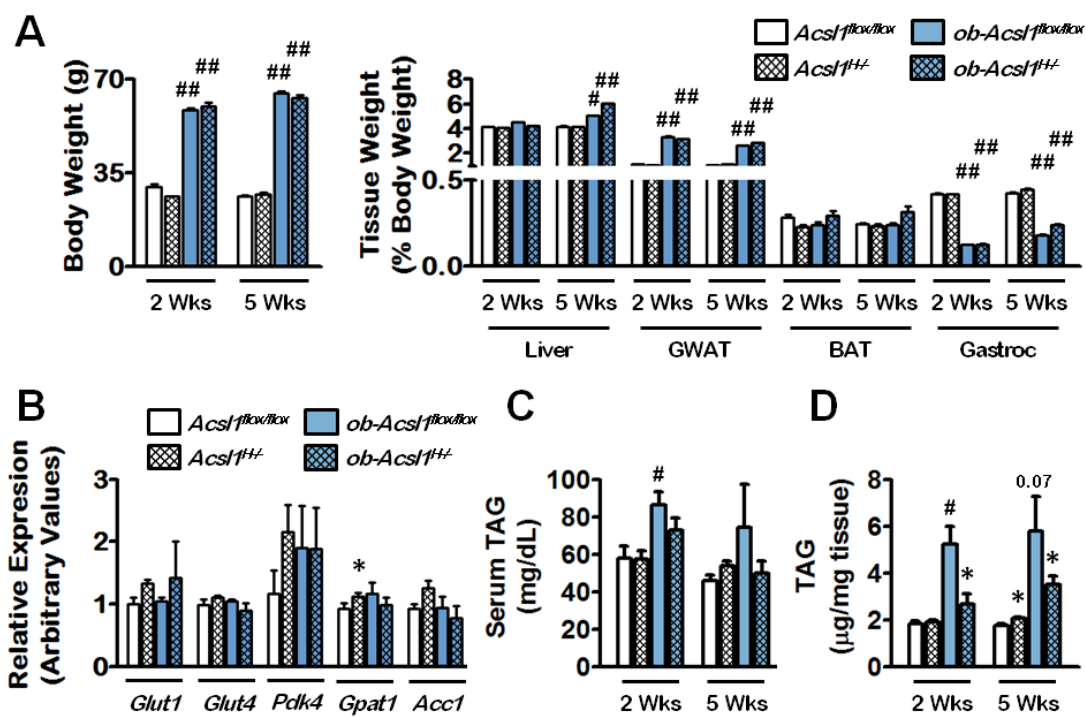 A
Acsl1flox/flox
ob-Acsl1flox/flox
Acsl1H-/-
ob-Acsl1H-/-
Body Weight (g)
70
35
0
##
##
##
##
2 Wks
5 Wks
Tissue Weight
(% Body Weight)
8
6
4
2
0.5
0.0
#
##
##
##
##
##
##
##
##
##
2 Wks
5 Wks
2 Wks
5 Wks
2 Wks
5 Wks
2 Wks
5 Wks
Liver
GWAT
BAT
Gastroc
B
Acsl1flox/flox
ob-Acsl1flox/flox
Acsl1H-/-
ob-Acsl1H-/-
Relative Expresion
(Arbitrary Values)
3
2
1
0
*
Glut1
Glut4
Pdk4
Gpat1
Acc1
C
Serum TAG
(mg/dL)
100
80
60
40
20
0
#
2 Wks
5 Wks
D
TAG
(µg/mg tissue)
8
6
4
2
0
#
*
*
0.07
*
2 Wks
5 Wks